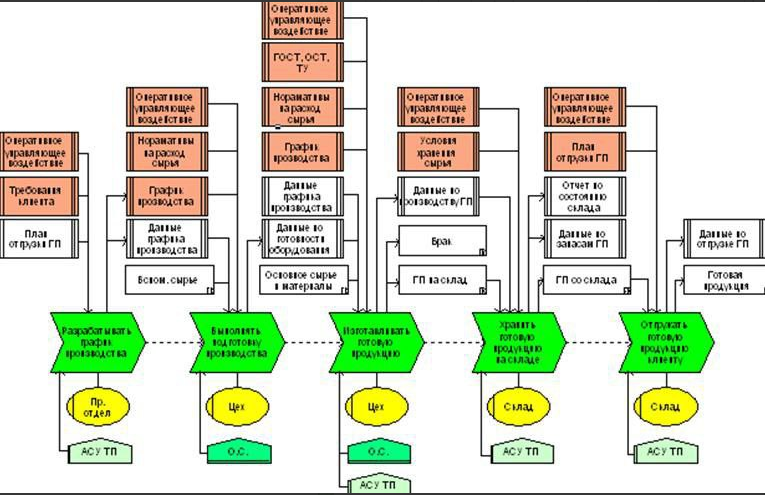 Оперативное
управляющее
воздействие
Требования
клиента
План
отгрузки ГП
Оперативное
управляющее
воздействие
Нормативы
на расход
сырья
График
производства
Данные
графика
производства
Вспом. сырье
Оперативное
управляющее
воздействие
ГОСТ, ОСТ,
ТУ
Нормативы
на расход
сырья
График
производства
Данные
графика
производства
Данные по
готовности
оборудования
Основное сырье
и материалы
Оперативное
управляющее
воздействие
Условия
хранения
сырья
Данные по
производству ГП
Брак
ГП на склад
Оперативное
управляющее
воздействие
План
отгрузки ГП
Отчет по
состоянию
склада
Данные по
запасам ГП
ГП со склада
Данные по
отгрузке ГП
Готовая
продукция
Разрабатывать
график
производства
Выполнять
подготовку
производства
Изготавливать
готовую
продукцию
Хранить
готовую
продукцию
на складе
Отгружать
готовую
продукцию
клиенту
Пр.
отдел
Цех
Цех
Склад
Склад
АСУ ТП
О.С.
О.С.
АСУ ТП
АСУ ТП
АСУ ТП